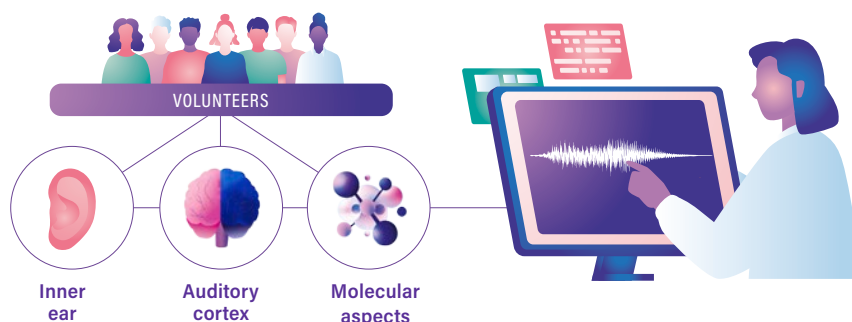 VOLUNTEERS
Inner
ear
Auditory
cortex
Molecular
aspects